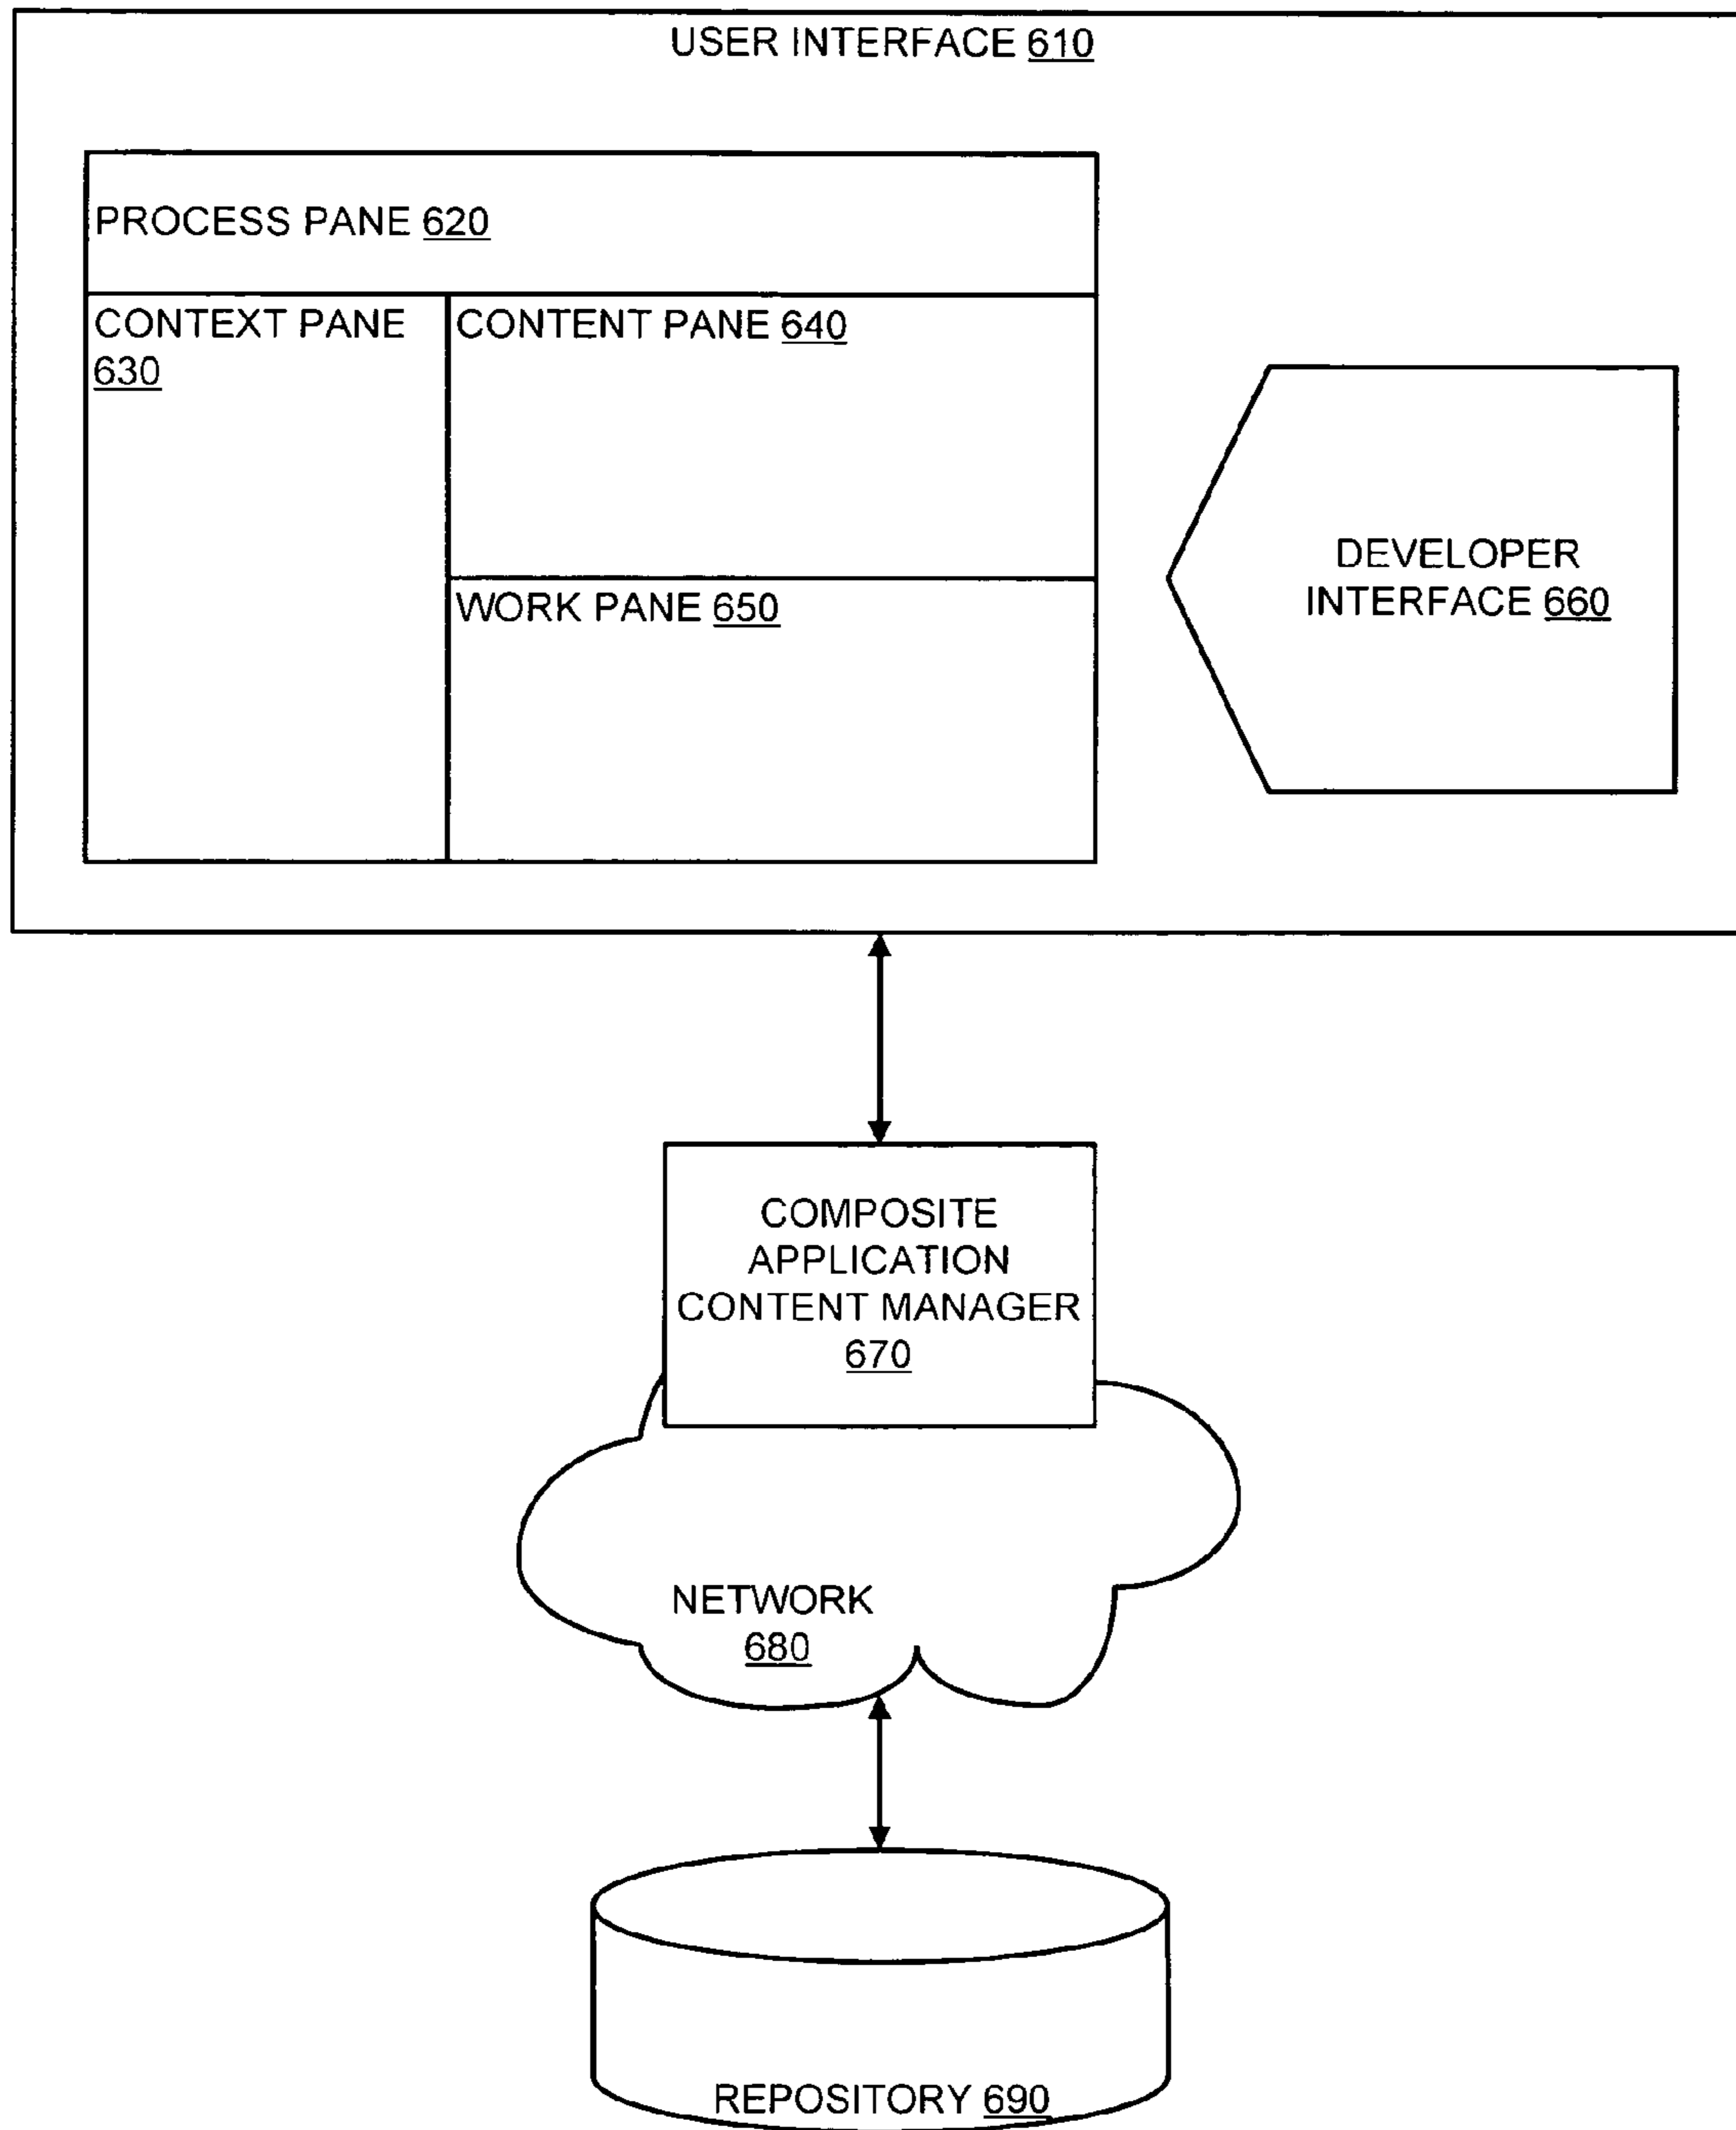 USER INTERFACE 610
PROCESS PANE 620
CONTEXT PANE
630
CONTENT PANE 640
WORK PANE 650
DEVELOPER
INTERFACE 660
COMPOSITE
APPLICATION
CONTENT MANAGER
670
NETWORK
680
REPOSITORY 690